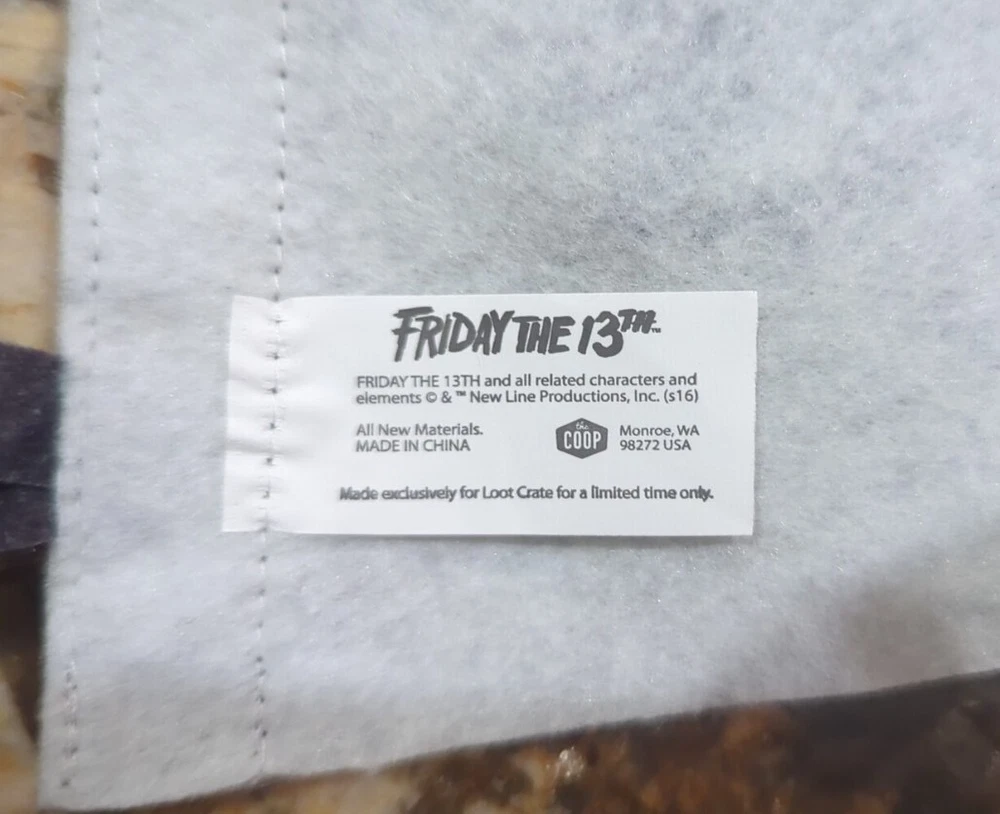 FRIDAY THE 13TH™
FRIDAY THE 13TH and all related characters and
elements © & ™ New Line Productions, Inc. (s16)
All New Materials.
MADE IN CHINA
the
COOP
Monroe, WA
98272 USA
Made exclusively for Loot Crate for a limited time only.